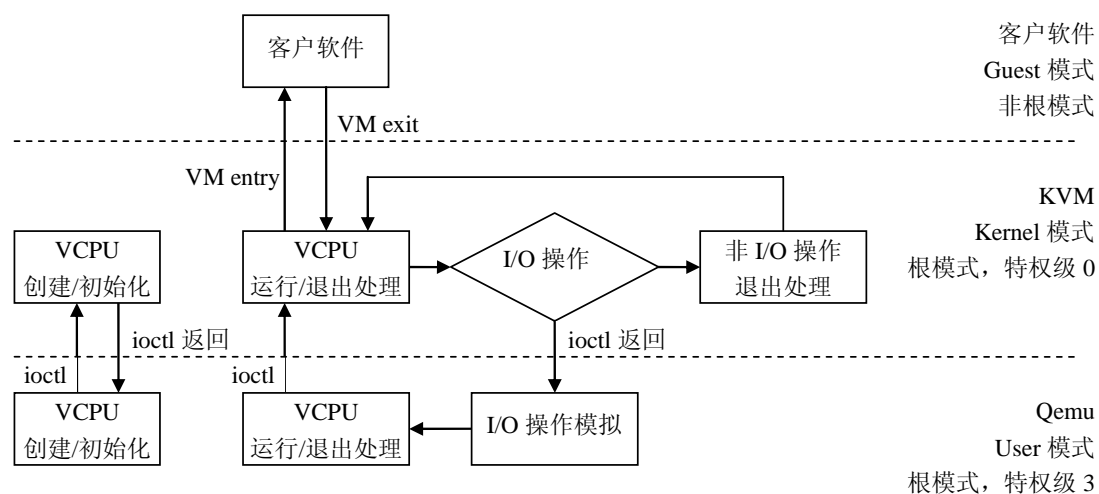 客户软件
客户软件
Guest 模式
非根模式
VM exit
VM entry
KVM
Kernel 模式
根模式，特权级 0
VCPU
创建/初始化
VCPU
运行/退出处理
I/O 操作
非 I/O 操作
退出处理
ioctl 返回
ioctl 返回
ioctl
ioctl
VCPU
创建/初始化
VCPU
运行/退出处理
I/O 操作模拟
Qemu
User 模式
根模式，特权级 3